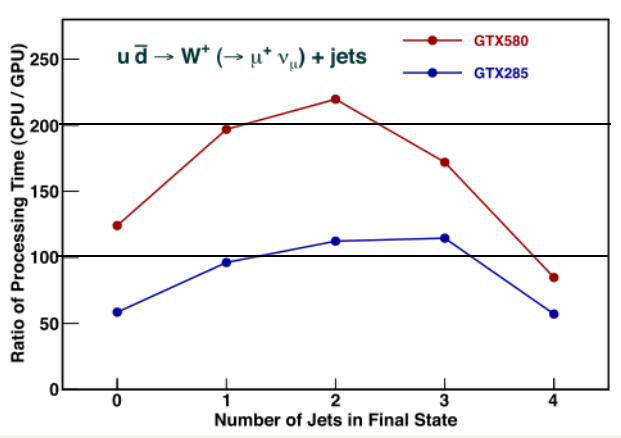 u d̅ → W⁺ (→ μ⁺ ν_μ) + jets
GTX580
GTX285
Ratio of Processing Time (CPU / GPU)
250
200
150
100
50
0
0 1 2 3 4
Number of Jets in Final State